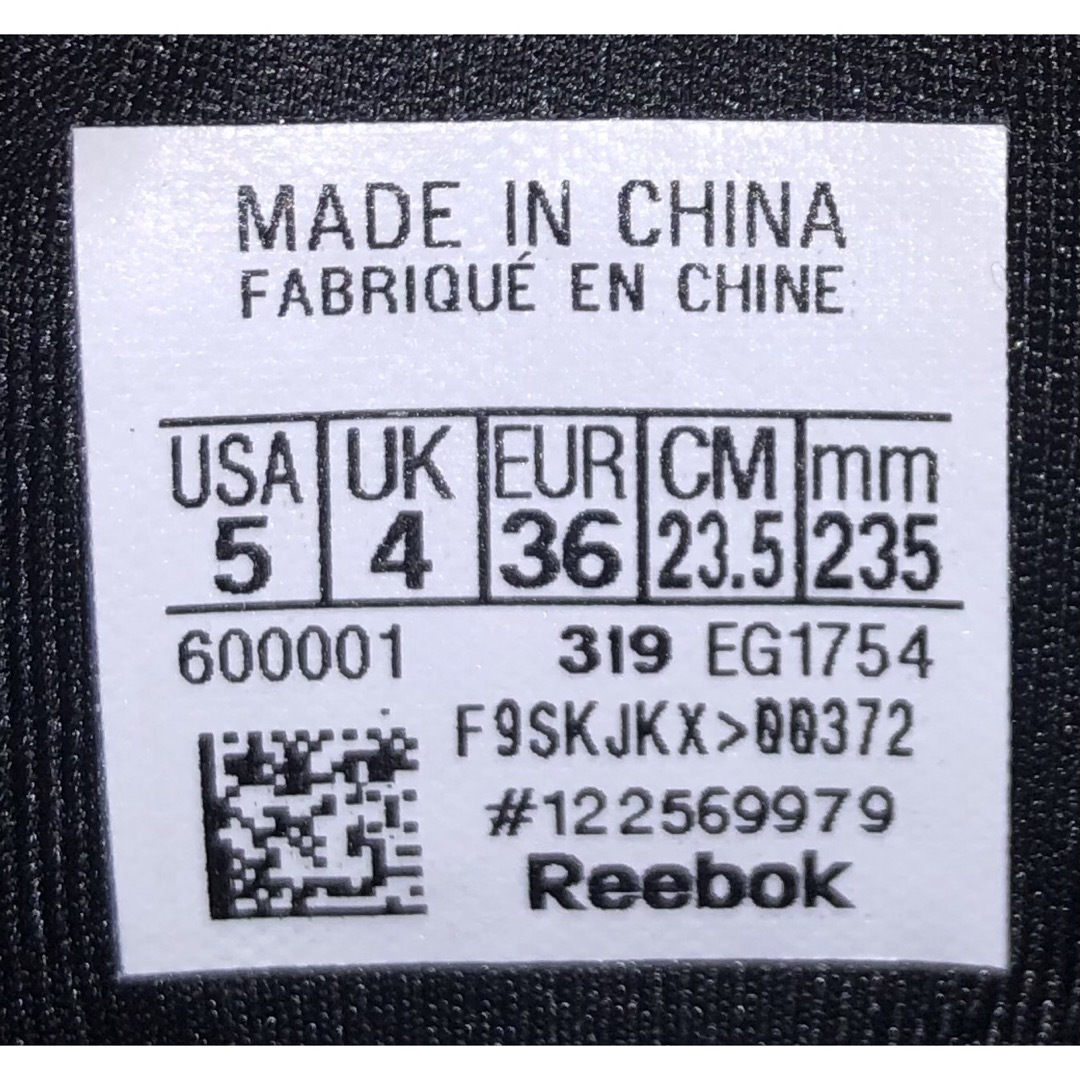 MADE IN CHINA
FABRIQUÉ EN CHINE
USA UK EUR CM mm
5 4 36 23.5 235
600001 319 EG1754
F9SKJKX>00372
#122569979
Reebok